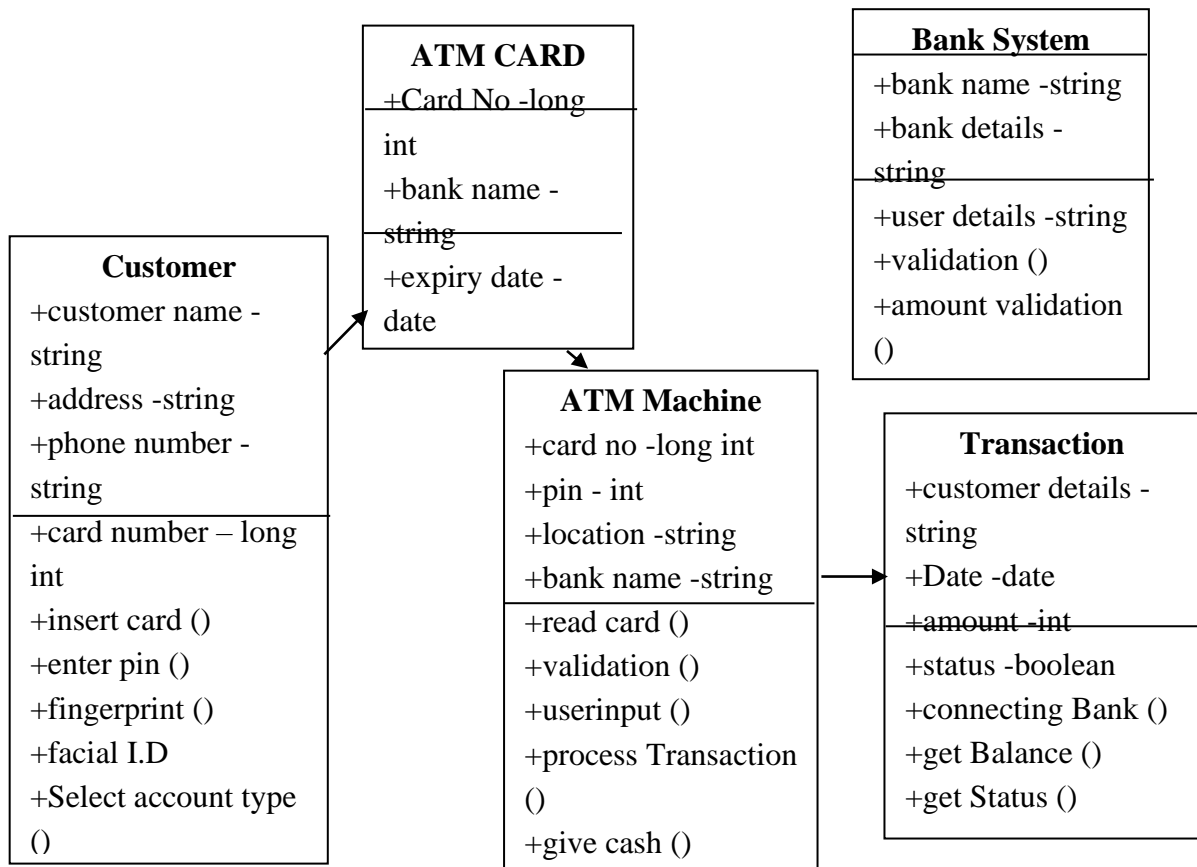 ATM CARD
+Card No -long
int
+bank name -
string
+expiry date -
date
Bank System
+bank name -string
+bank details -
string
+user details -string
+validation ()
+amount validation
()
Customer
+customer name -
string
+address -string
+phone number -
string
+card number – long
int
+insert card ()
+enter pin ()
+fingerprint ()
+facial I.D
+Select account type
()
ATM Machine
+card no -long int
+pin - int
+location -string
+bank name -string
+read card ()
+validation ()
+userinput ()
+process Transaction
()
+give cash ()
Transaction
+customer details -
string
+Date -date
+amount -int
+status -boolean
+connecting Bank ()
+get Balance ()
+get Status ()